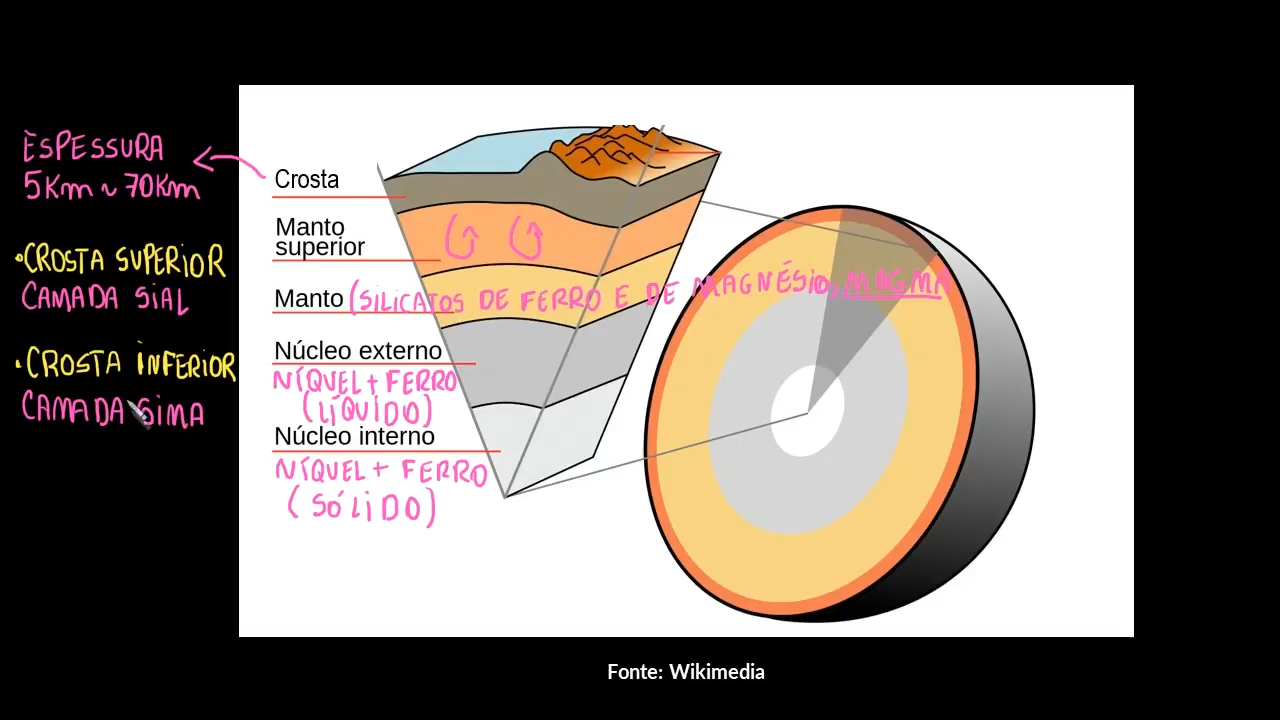 ESPESSURA
5Km ~ 70Km
•CROSTA SUPERIOR
CAMADA SIAL
•CROSTA INFERIOR
CAMADA SIMA
Crosta
Manto
superior
Manto (SILICATOS DE FERRO E DE MAGNÉSIO, MAGMA
Núcleo externo
NÍQUEL + FERRO
(LÍQUIDO)
Núcleo interno
NÍQUEL + FERRO
(SÓLIDO)
Fonte: Wikimedia